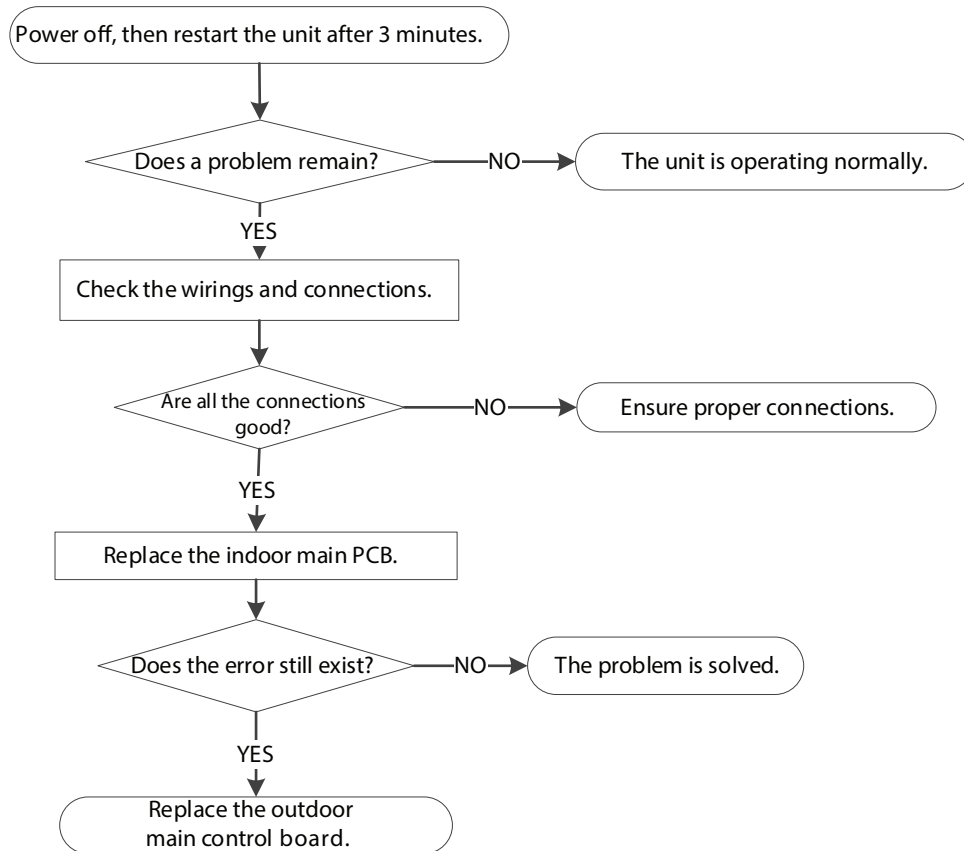 Power off, then restart the unit after 3 minutes.
Does a problem remain?
NO
The unit is operating normally.
YES
Check the wirings and connections.
Are all the connections
good?
NO
Ensure proper connections.
YES
Replace the indoor main PCB.
Does the error still exist?
NO
The problem is solved.
YES
Replace the outdoor
main control board.